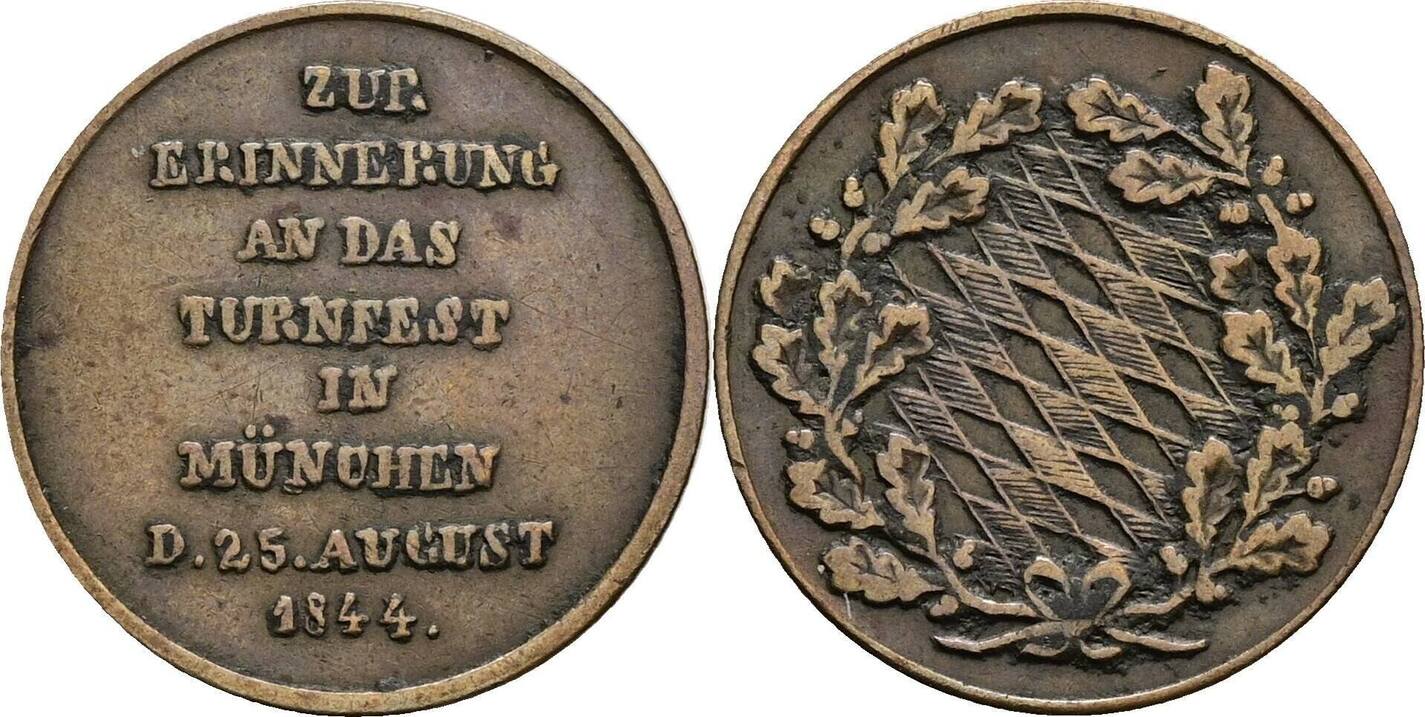 ZUR
ERINNERUNG
AN DAS
TURNFEST
IN
MÜNCHEN
D. 25. AUGUST
1844.